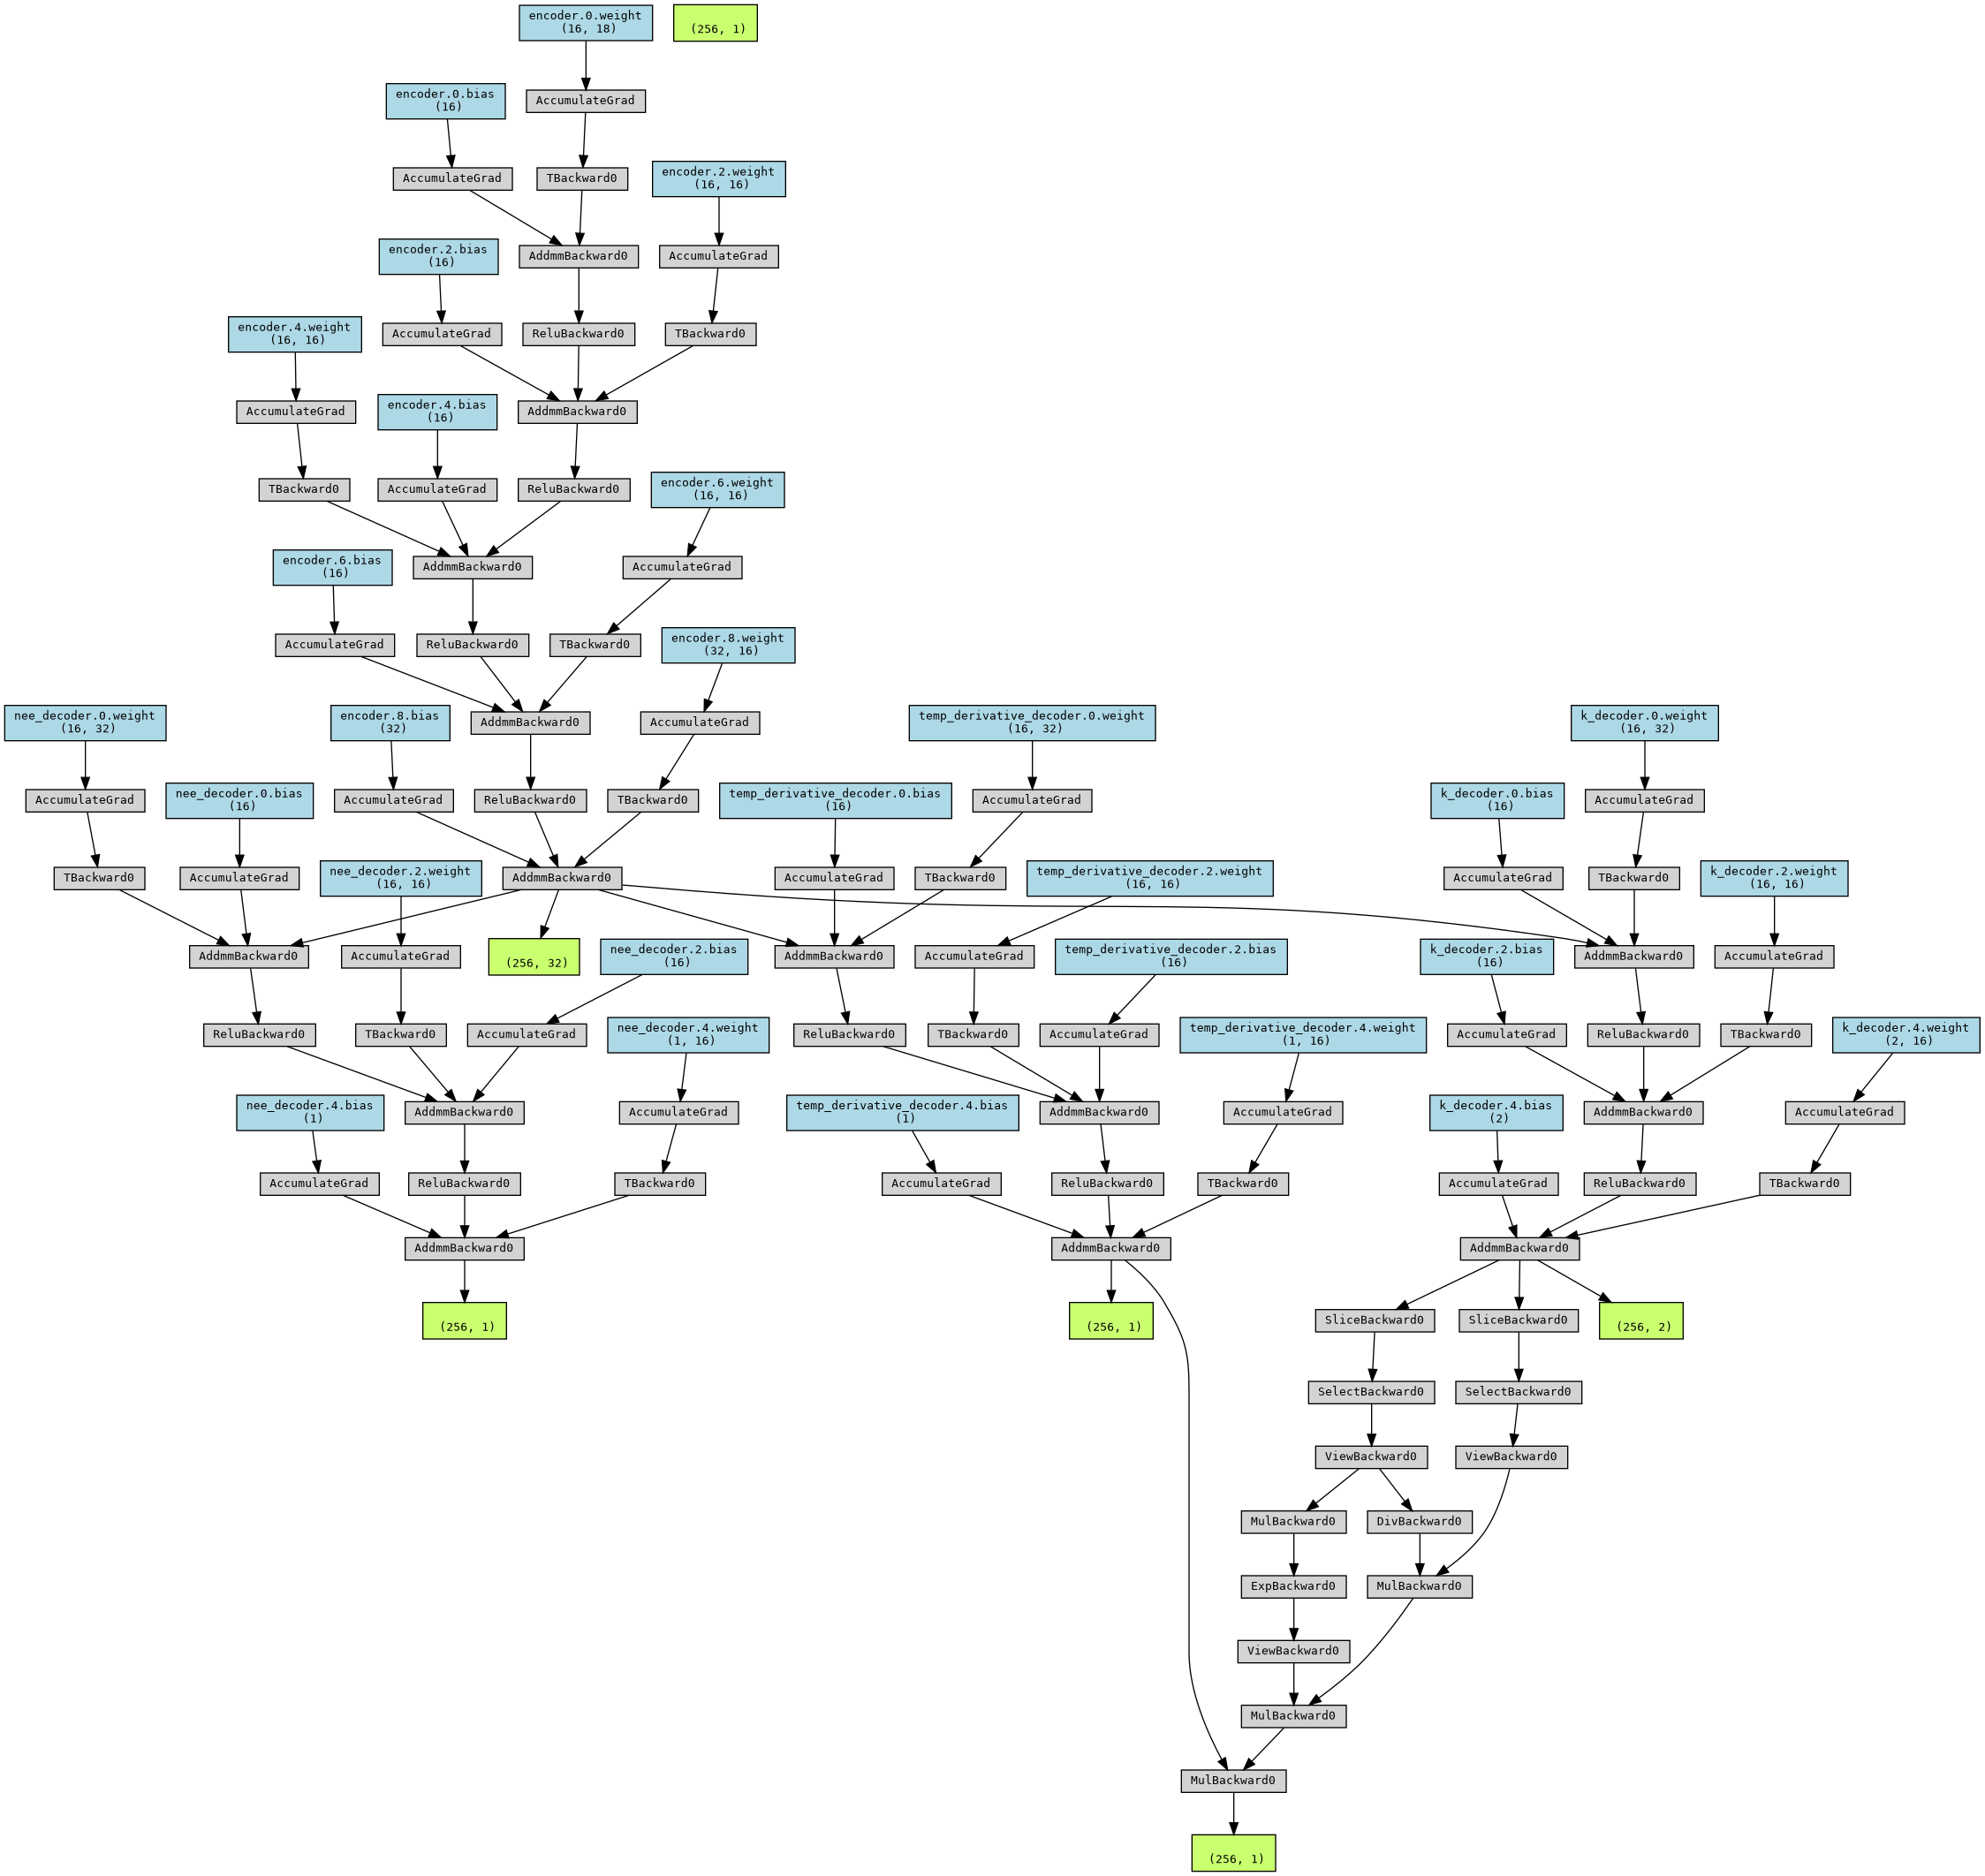 encoder.0.weight
(16, 18)
(256, 1)
encoder.0.bias
(16)
AccumulateGrad
encoder.2.weight
(16, 16)
AccumulateGrad
TBackward0
encoder.2.bias
(16)
AddmmBackward0
AccumulateGrad
encoder.4.weight
(16, 16)
AccumulateGrad
ReluBackward0
TBackward0
AccumulateGrad
encoder.4.bias
(16)
AddmmBackward0
TBackward0
AccumulateGrad
ReluBackward0
encoder.6.weight
(16, 16)
encoder.6.bias
(16)
AddmmBackward0
AccumulateGrad
AccumulateGrad
ReluBackward0
TBackward0
encoder.8.weight
(32, 16)
nee_decoder.0.weight
(16, 32)
encoder.8.bias
(32)
AddmmBackward0
AccumulateGrad
temp_derivative_decoder.0.weight
(16, 32)
k_decoder.0.weight
(16, 32)
AccumulateGrad
nee_decoder.0.bias
(16)
AccumulateGrad
ReluBackward0
TBackward0
temp_derivative_decoder.0.bias
(16)
AccumulateGrad
k_decoder.0.bias
(16)
AccumulateGrad
TBackward0
AccumulateGrad
nee_decoder.2.weight
(16, 16)
AddmmBackward0
AccumulateGrad
TBackward0
temp_derivative_decoder.2.weight
(16, 16)
AccumulateGrad
TBackward0
k_decoder.2.weight
(16, 16)
AddmmBackward0
AccumulateGrad
(256, 32)
nee_decoder.2.bias
(16)
AddmmBackward0
AccumulateGrad
temp_derivative_decoder.2.bias
(16)
k_decoder.2.bias
(16)
AddmmBackward0
AccumulateGrad
ReluBackward0
TBackward0
AccumulateGrad
nee_decoder.4.weight
(1, 16)
ReluBackward0
TBackward0
AccumulateGrad
temp_derivative_decoder.4.weight
(1, 16)
AccumulateGrad
ReluBackward0
TBackward0
k_decoder.4.weight
(2, 16)
nee_decoder.4.bias
(1)
AddmmBackward0
AccumulateGrad
temp_derivative_decoder.4.bias
(1)
AddmmBackward0
AccumulateGrad
k_decoder.4.bias
(2)
AddmmBackward0
AccumulateGrad
AccumulateGrad
ReluBackward0
TBackward0
AccumulateGrad
ReluBackward0
TBackward0
AccumulateGrad
ReluBackward0
TBackward0
AddmmBackward0
AddmmBackward0
AddmmBackward0
(256, 1)
(256, 1)
SliceBackward0
SliceBackward0
(256, 2)
SelectBackward0
SelectBackward0
ViewBackward0
ViewBackward0
MulBackward0
DivBackward0
ExpBackward0
MulBackward0
ViewBackward0
MulBackward0
MulBackward0
(256, 1)